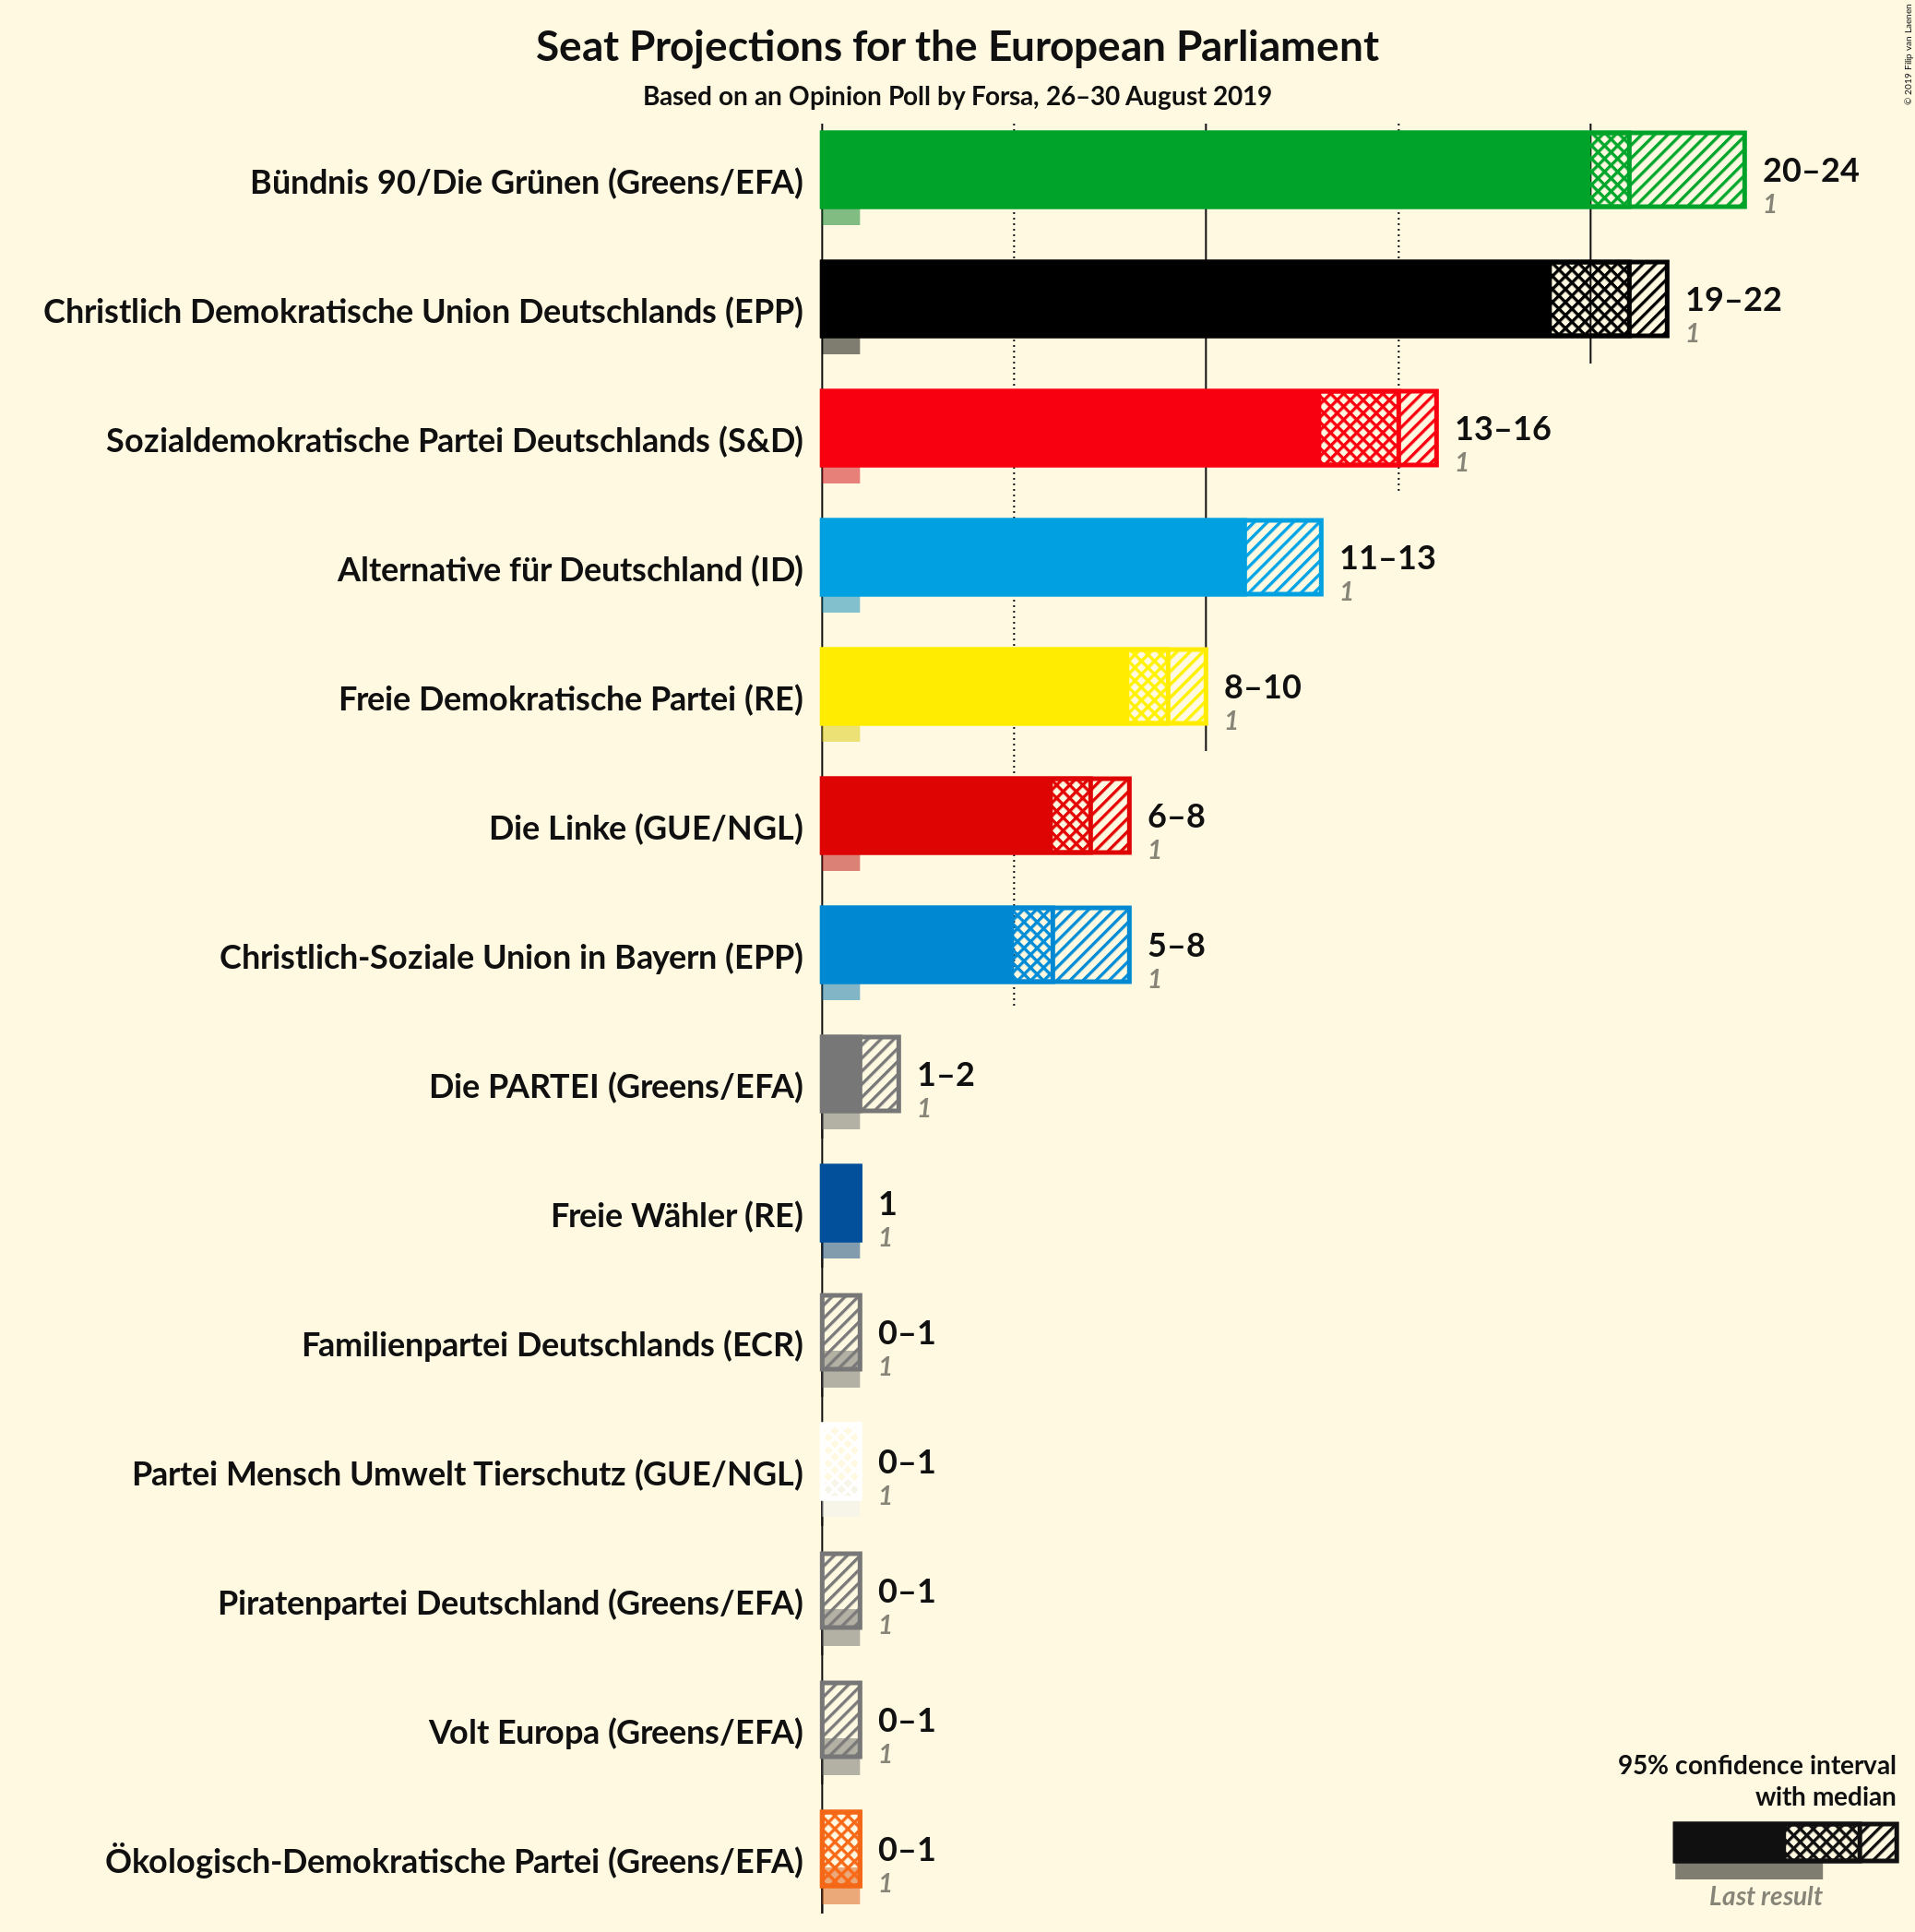 Seat Projections for the European Parliament
Based on an Opinion Poll by Forsa, 26–30 August 2019
© 2019 Filip van Laenen
Bündnis 90/Die Grünen (Greens/EFA)
20–24
1
Christlich Demokratische Union Deutschlands (EPP)
19–22
1
Sozialdemokratische Partei Deutschlands (S&D)
13–16
1
Alternative für Deutschland (ID)
11–13
1
Freie Demokratische Partei (RE)
8–10
1
Die Linke (GUE/NGL)
6–8
1
Christlich-Soziale Union in Bayern (EPP)
5–8
1
Die PARTEI (Greens/EFA)
1–2
1
Freie Wähler (RE)
1
1
Familienpartei Deutschlands (ECR)
0–1
1
Partei Mensch Umwelt Tierschutz (GUE/NGL)
0–1
1
Piratenpartei Deutschland (Greens/EFA)
0–1
1
Volt Europa (Greens/EFA)
0–1
1
Ökologisch-Demokratische Partei (Greens/EFA)
0–1
1
95% confidence interval
with median
Last result